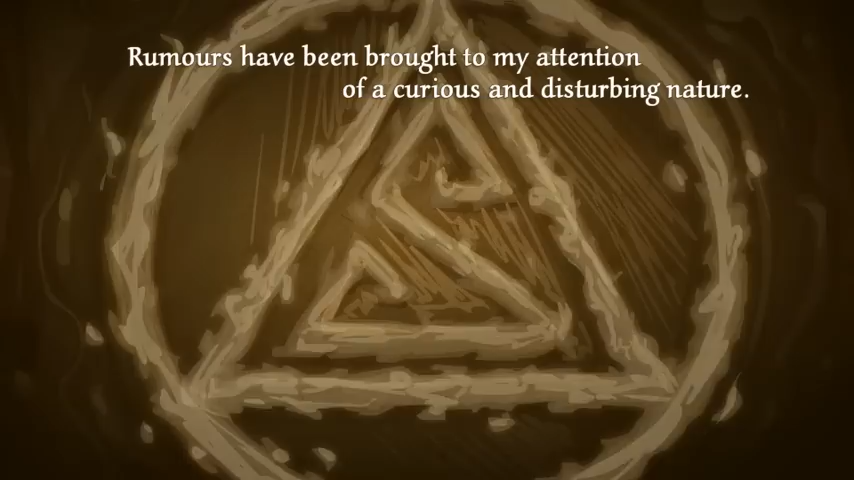 Rumours have been brought to my attention
of a curious and disturbing nature.